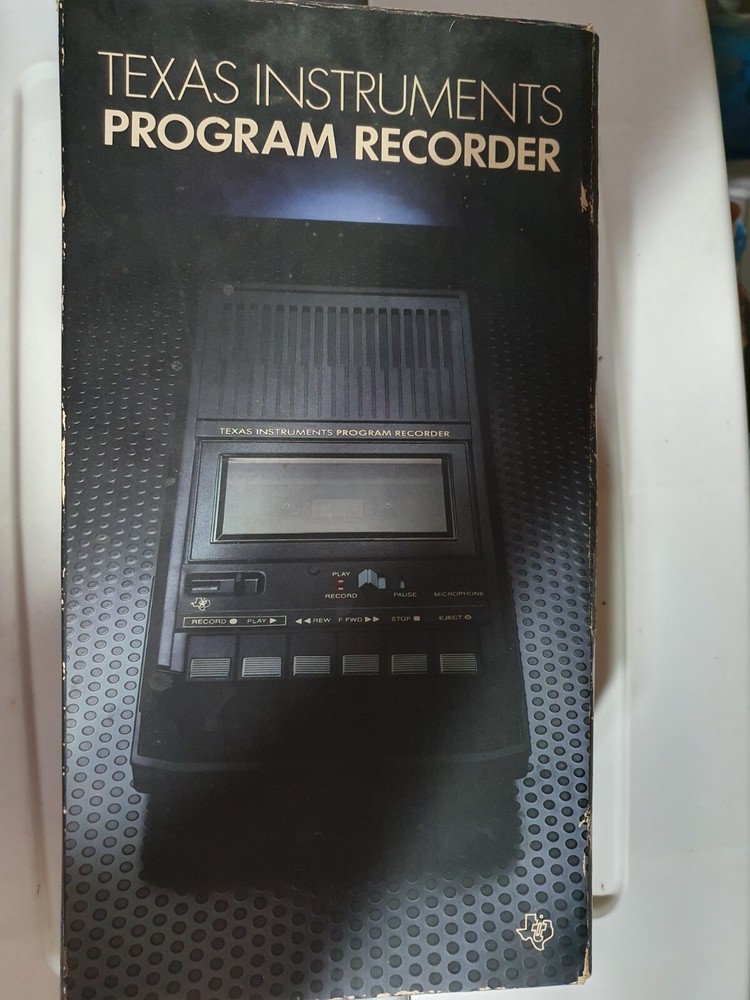 TEXAS INSTRUMENTS
PROGRAM RECORDER
TEXAS INSTRUMENTS PROGRAM RECORDER
PLAY
RECORD
PAUSE
MICROPHONE
RECORD ● PLAY ▶ ◀◀ REW F FWD ▶▶ STOP ■ EJECT